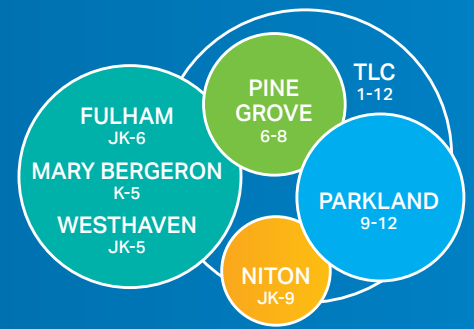 FULHAM
JK-6
MARY BERGERON
K-5
WESTHAVEN
JK-5
PINE
GROVE
6-8
TLC
1-12
PARKLAND
9-12
NITON
JK-9